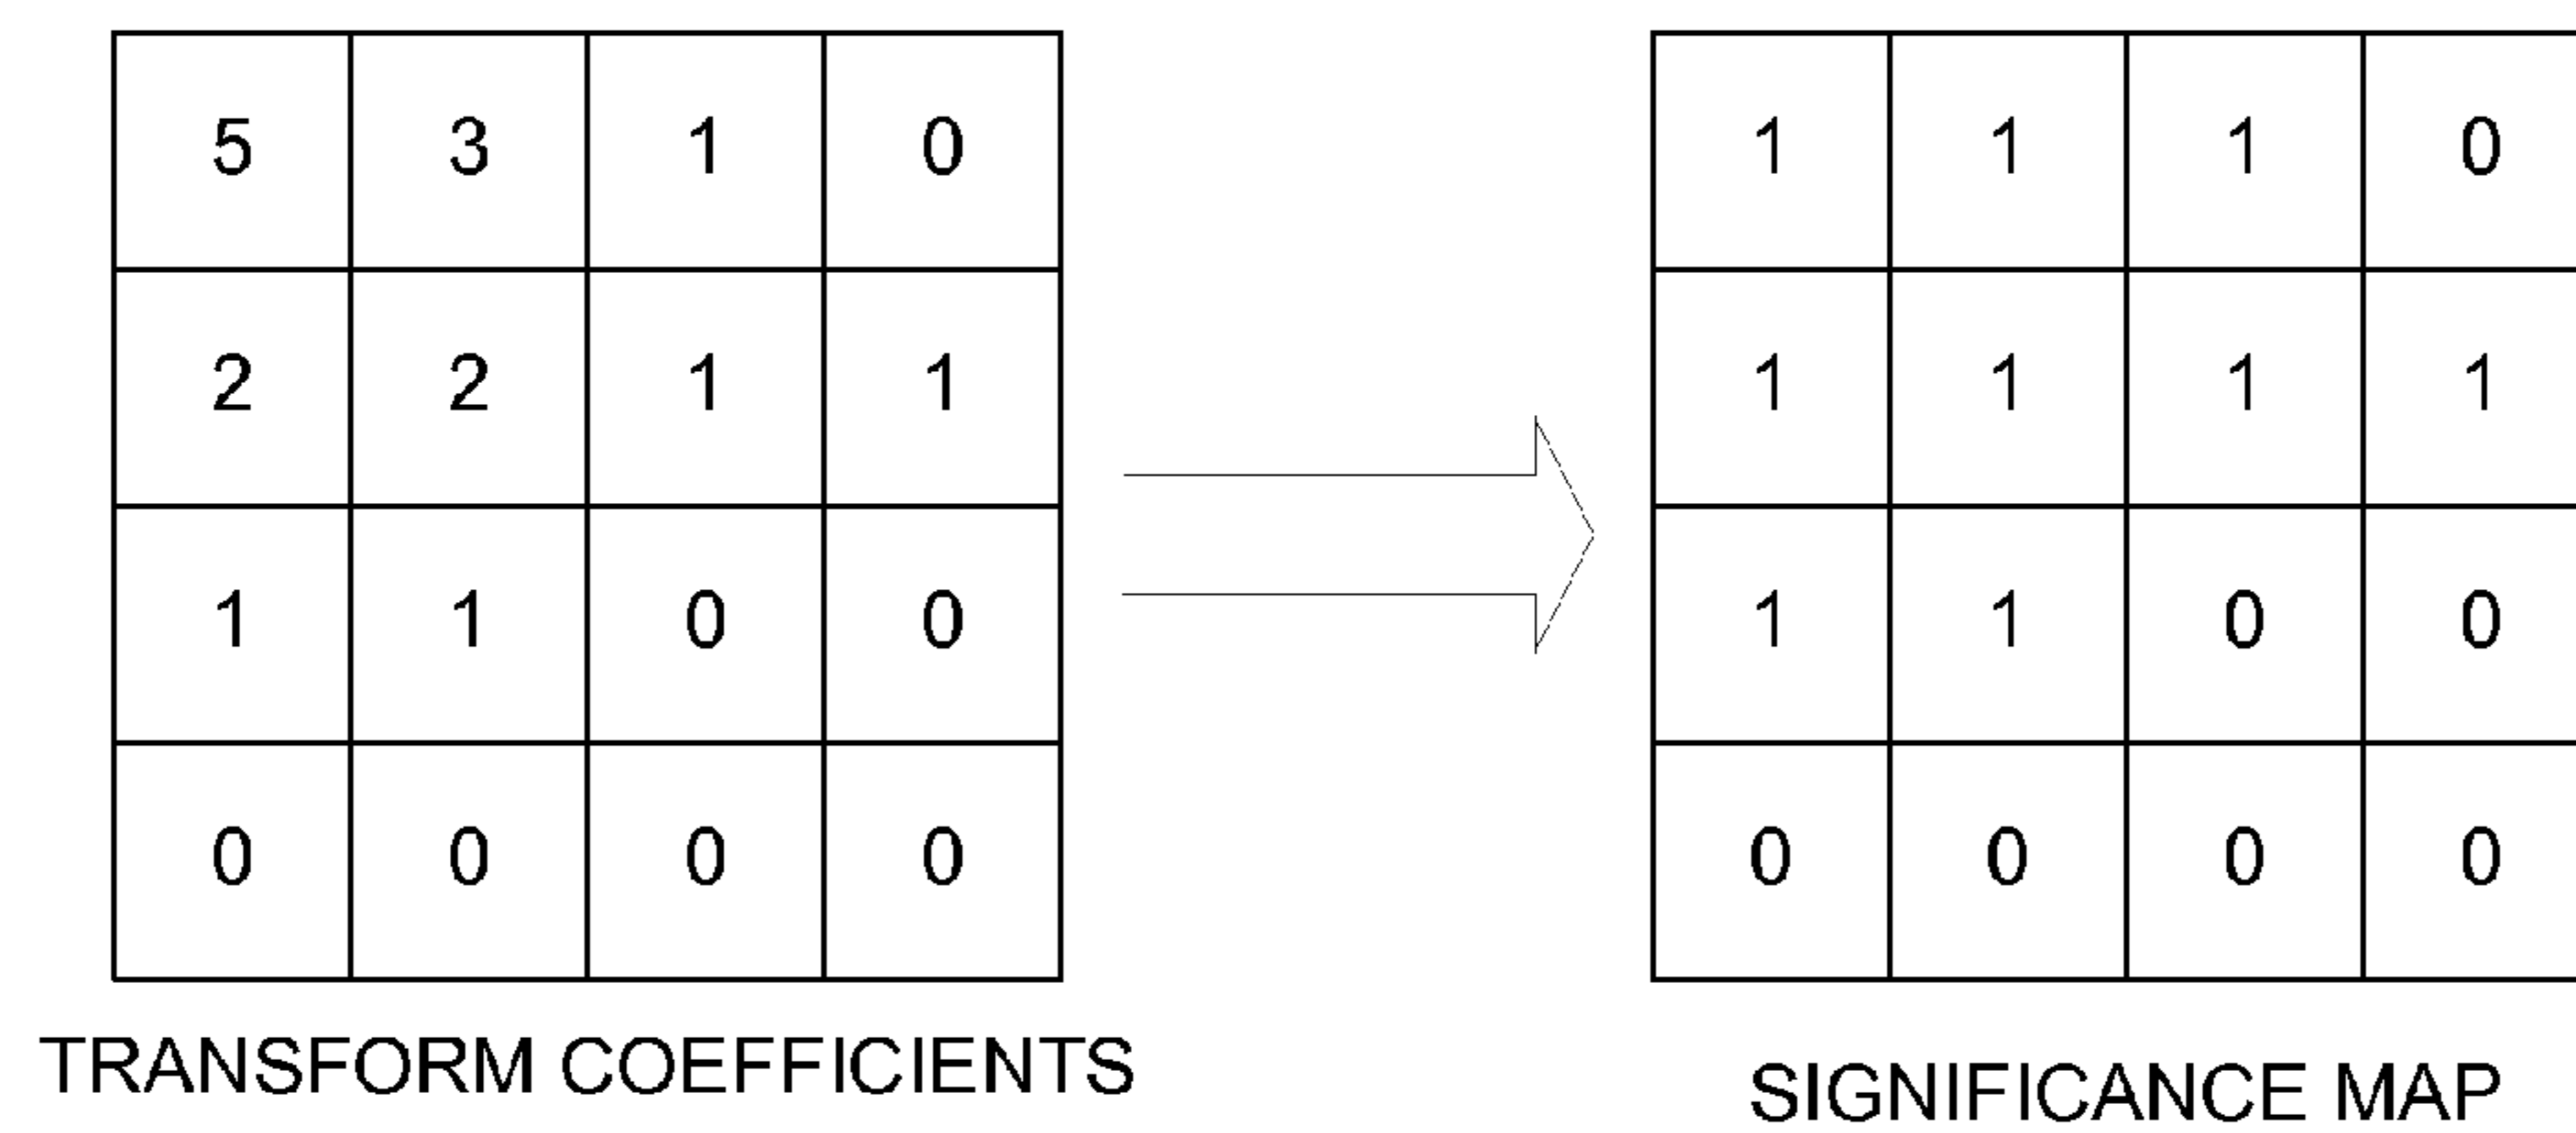 5 3 1 0 1 1 1 0
2 2 1 1 1 1 1 1
1 1 0 0 1 1 0 0
0 0 0 0 0 0 0 0
TRANSFORM COEFFICIENTS
SIGNIFICANCE MAP